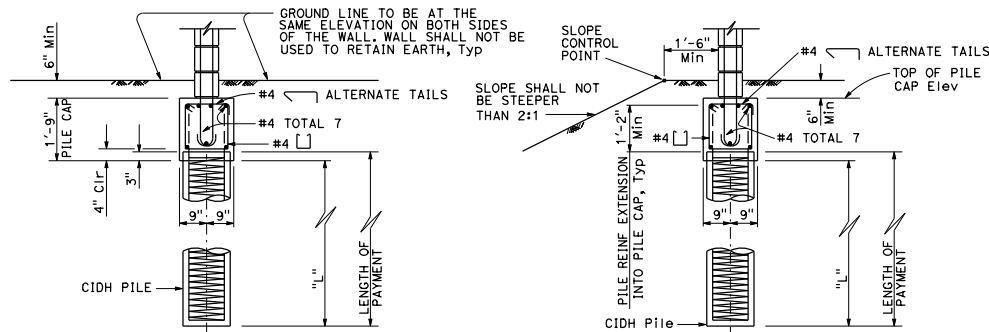 GROUND LINE TO BE AT THE
SAME ELEVATION ON BOTH SIDES
OF THE WALL. WALL SHALL NOT BE
USED TO RETAIN EARTH, Typ
6" Min
#4 ALTERNATE TAILS
1'-9"
PILE CAP
#4 TOTAL 7
#4
4" Clr
3"
9" 9"
"L"
LENGTH OF
PAYMENT
CIDH PILE
SLOPE
CONTROL
POINT
1'-6"
Min
#4 ALTERNATE TAILS
TOP OF PILE
CAP Elev
SLOPE SHALL NOT
BE STEEPER
THAN 2:1
1'-2"
Min
6"
Min
#4
#4 TOTAL 7
PILE REINF EXTENSION
INTO PILE CAP, Typ
9" 9"
"L"
LENGTH OF
PAYMENT
CIDH Pile